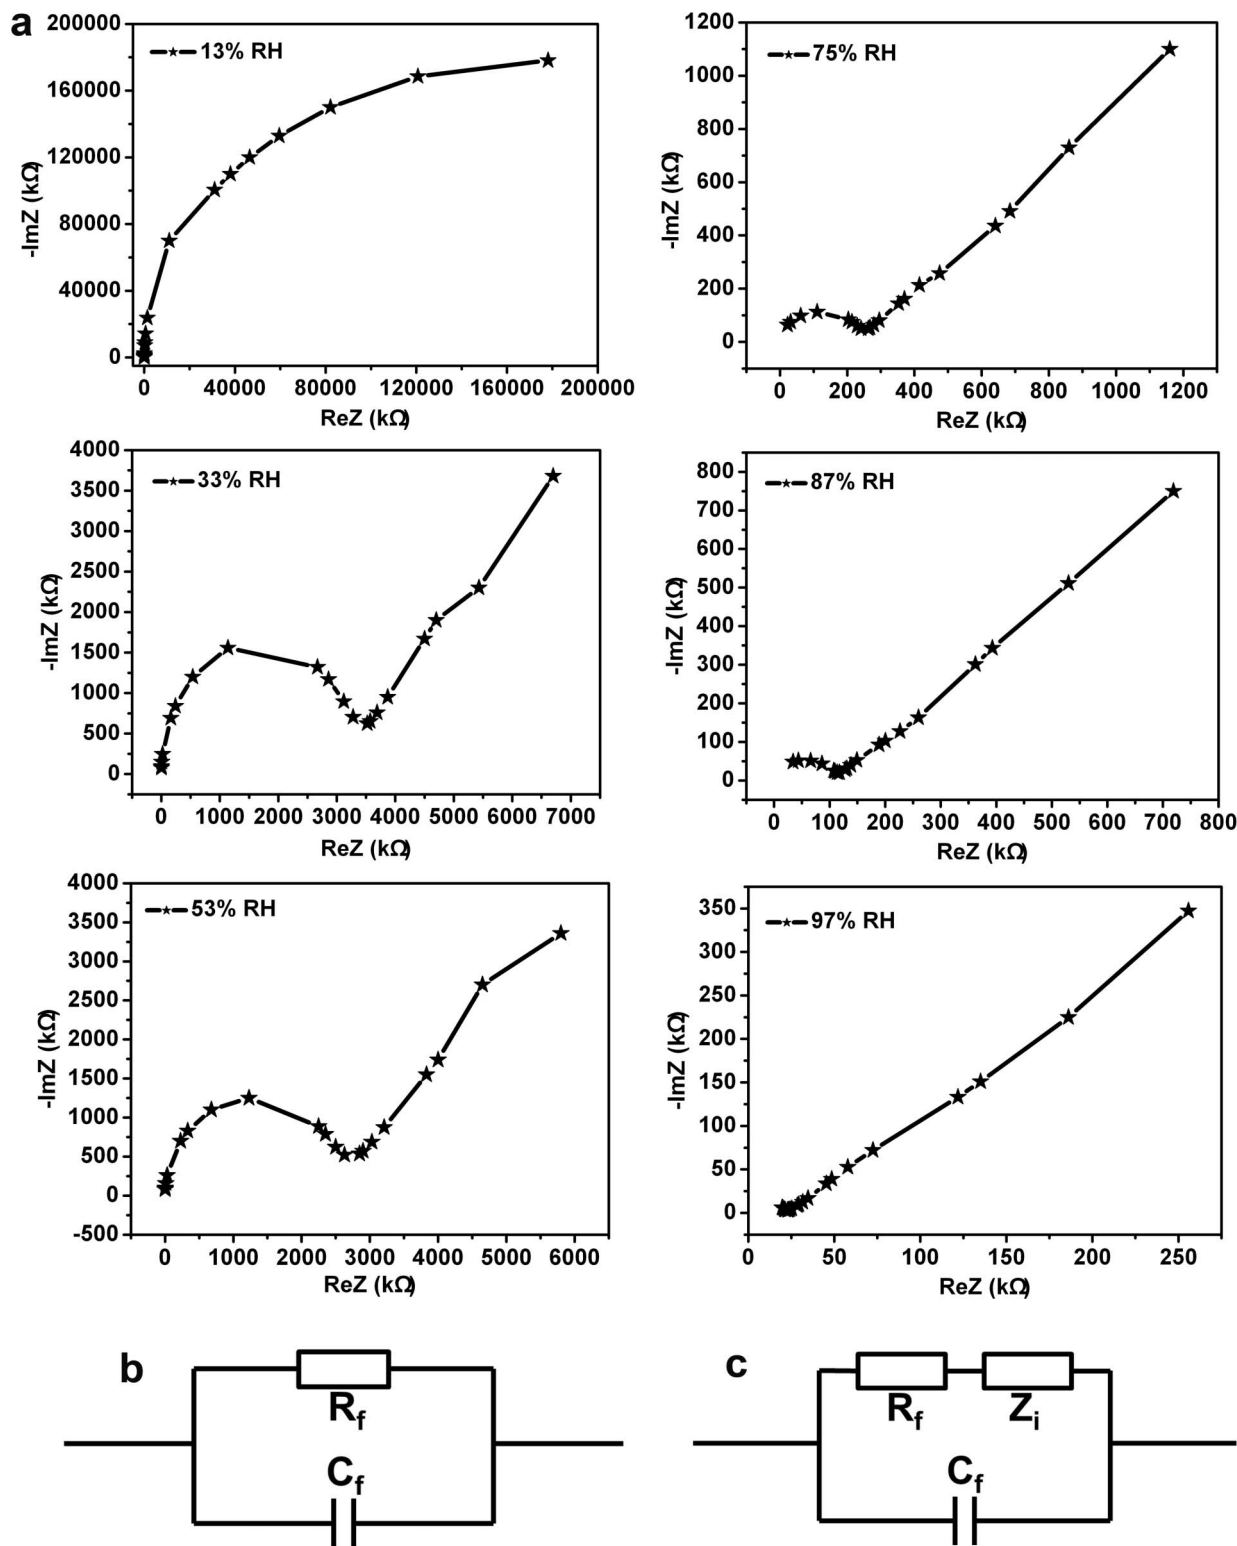 a
200000
160000
120000
80000
40000
0
-ImZ (kΩ)
13% RH
0 40000 80000 120000 160000 200000
ReZ (kΩ)
1200
1000
800
600
400
200
0
-ImZ (kΩ)
75% RH
0 200 400 600 800 1000 1200
ReZ (kΩ)
4000
3500
3000
2500
2000
1500
1000
500
0
-ImZ (kΩ)
33% RH
0 1000 2000 3000 4000 5000 6000 7000
ReZ (kΩ)
800
700
600
500
400
300
200
100
0
-ImZ (kΩ)
87% RH
0 100 200 300 400 500 600 700 800
ReZ (kΩ)
4000
3500
3000
2500
2000
1500
1000
500
0
-500
-ImZ (kΩ)
53% RH
0 1000 2000 3000 4000 5000 6000
ReZ (kΩ)
350
300
250
200
150
100
50
0
-ImZ (kΩ)
97% RH
0 50 100 150 200 250
ReZ (kΩ)
b
Rf
Cf
c
Rf Zi
Cf